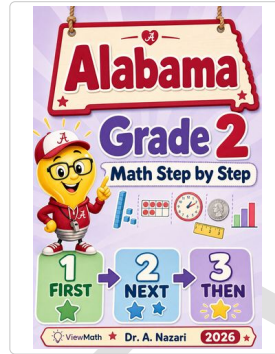 A
Alabama
A
Grade 2
Math Step by Step
A
1
FIRST
2
NEXT
3
THEN
ViewMath ★ Dr. A. Nazari 2026